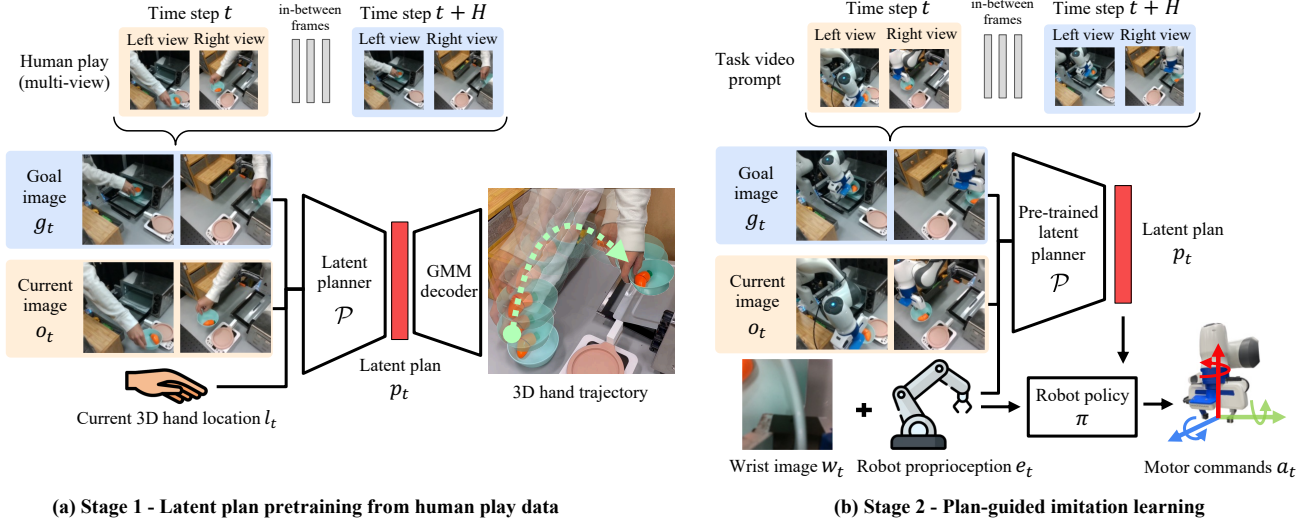 Time step t
in-between
frames
Time step t + H
Left view Right view
Left view Right view
Human play
(multi-view)
Goal
image
g_t
Current
image
o_t
Latent
planner
𝒫
GMM
decoder
Latent plan
p_t
3D hand trajectory
Current 3D hand location l_t
(a) Stage 1 - Latent plan pretraining from human play data
Time step t
in-between
frames
Time step t + H
Left view Right view
Left view Right view
Task video
prompt
Goal
image
g_t
Current
image
o_t
Pre-trained
latent
planner
𝒫
Latent plan
p_t
Robot policy
π
Wrist image w_t
Robot proprioception e_t
Motor commands a_t
(b) Stage 2 - Plan-guided imitation learning